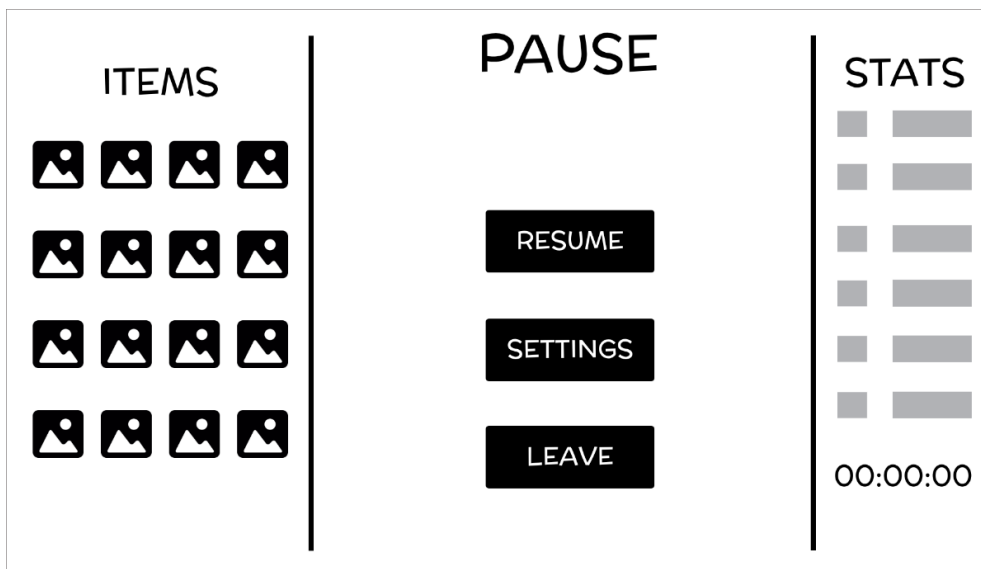 ITEMS
PAUSE
RESUME
SETTINGS
LEAVE
STATS
00:00:00